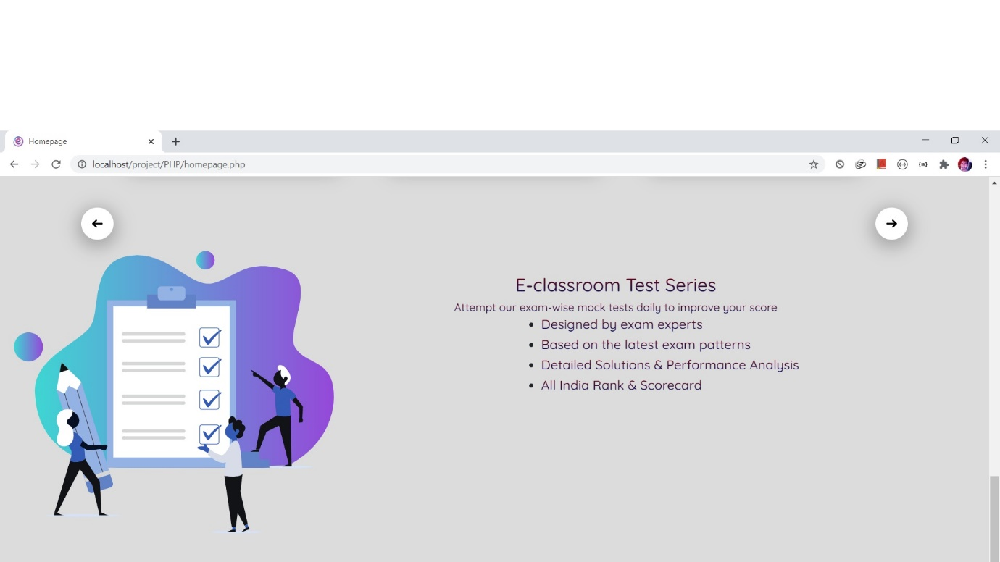 Homepage
localhost/project/PHP/homepage.php
E-classroom Test Series
Attempt our exam-wise mock tests daily to improve your score
Designed by exam experts
Based on the latest exam patterns
Detailed Solutions & Performance Analysis
All India Rank & Scorecard